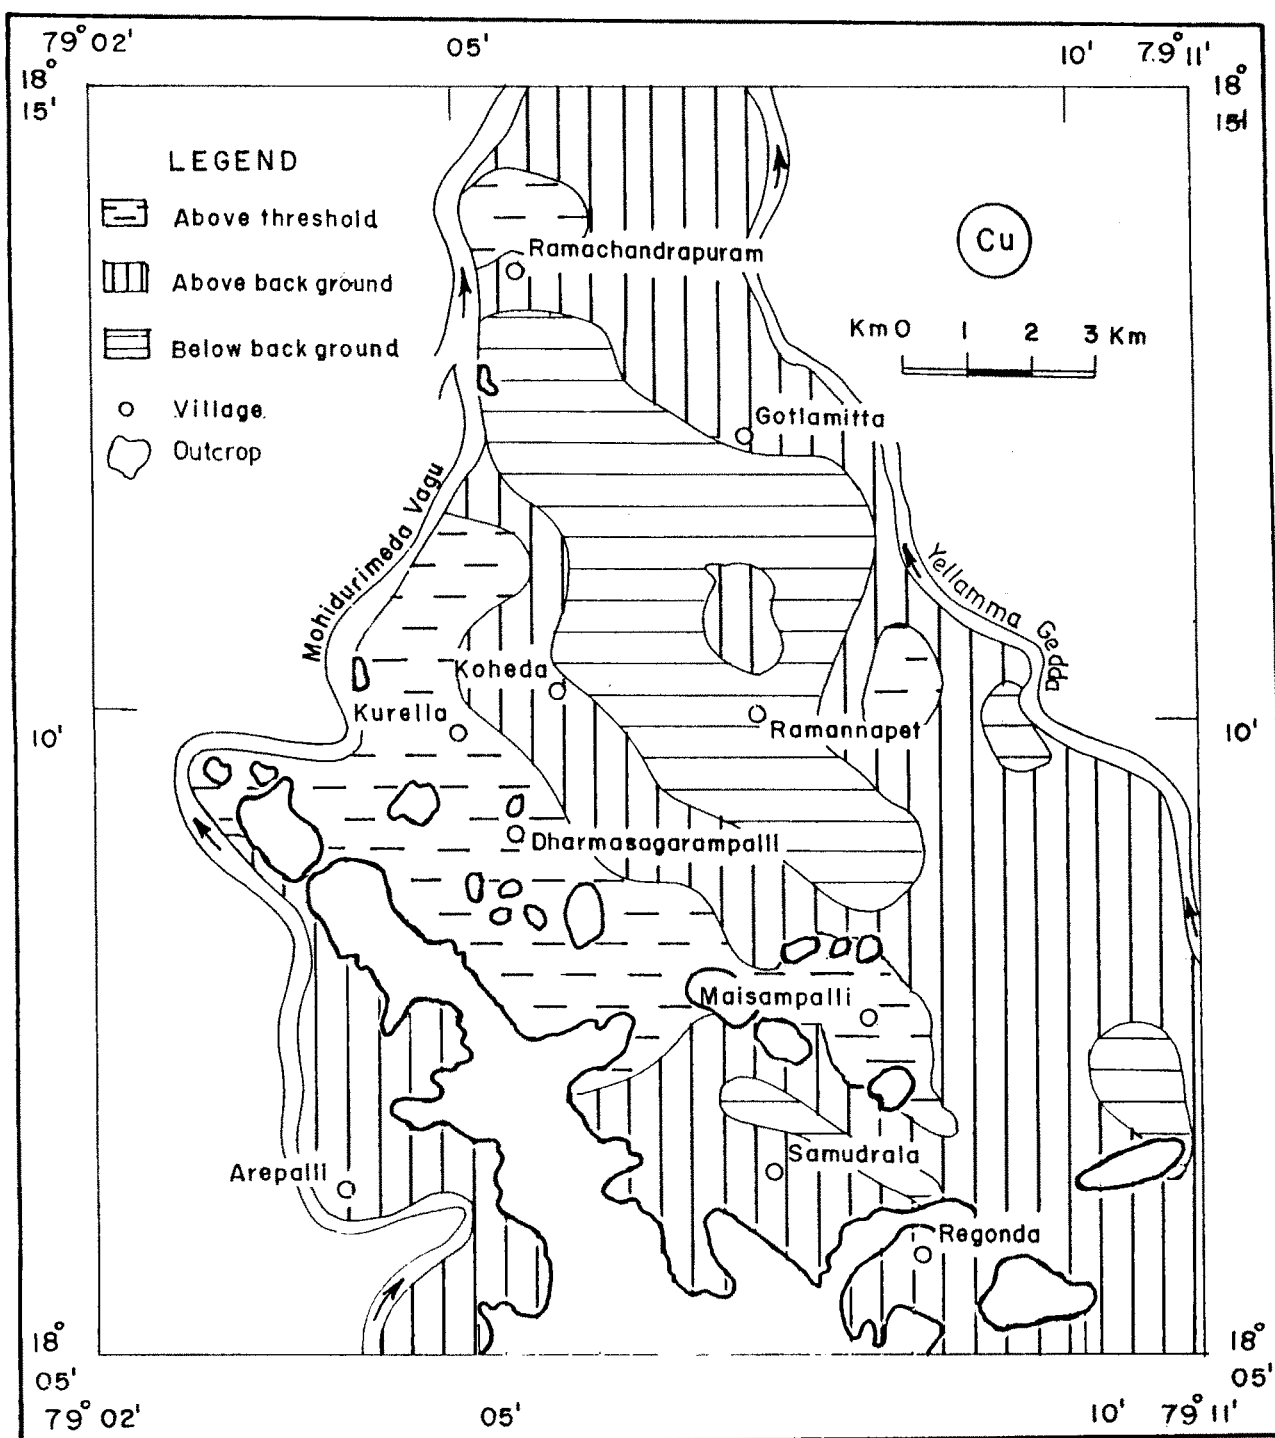 79° 02'
05'
10'
79° 11'
18°
15'
18°
15'
LEGEND
Above threshold
Above back ground
Below back ground
Village.
Outcrop
Cu
Km 0 1 2 3 Km
Ramachandrapuram
Gotlamitta
Mohidurimeda Vagu
Yellamma Gedda
Koheda
Kurella
Ramannapet
10'
10'
Dharmasagarampalli
Maisampalli
Arepalli
Samudrala
Regonda
18°
05'
18°
05'
79° 02'
05'
10'
79° 11'